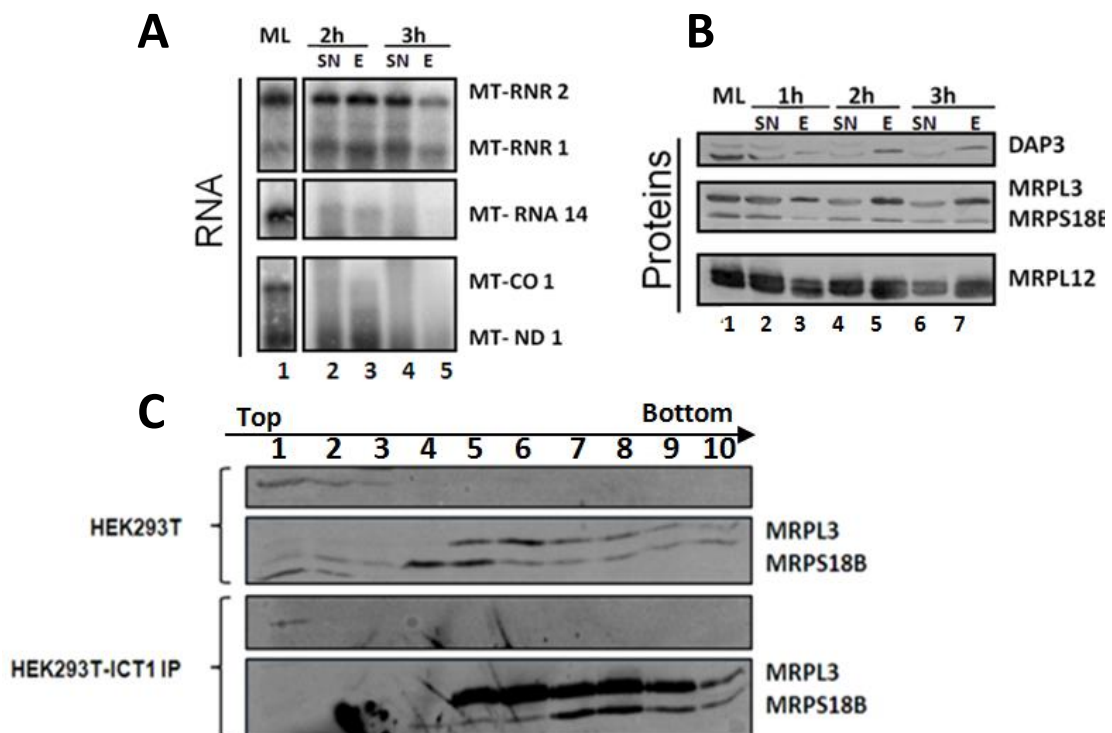 A
ML 2h 3h
SN E SN E
RNA
MT-RNR 2
MT-RNR 1
MT- RNA 14
MT-CO 1
MT- ND 1
1 2 3 4 5
B
ML 1h 2h 3h
SN E SN E SN E
Proteins
DAP3
MRPL3
MRPS18B
MRPL12
1 2 3 4 5 6 7
C
Top Bottom
1 2 3 4 5 6 7 8 9 10
HEK293T
MRPL3
MRPS18B
HEK293T-ICT1 IP
MRPL3
MRPS18B